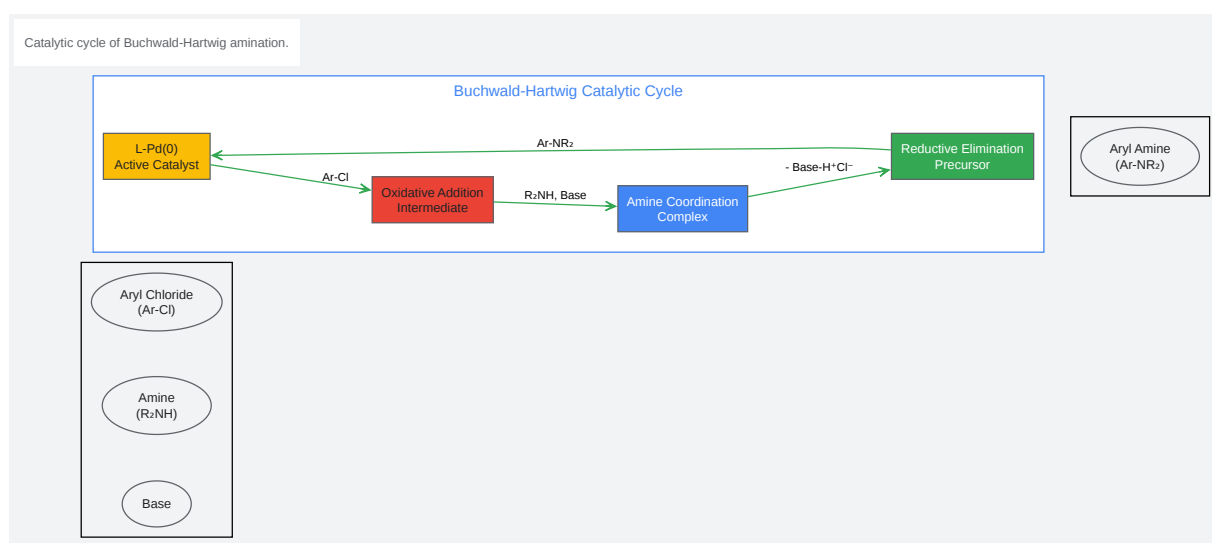 Catalytic cycle of Buchwald-Hartwig amination.
Buchwald-Hartwig Catalytic Cycle
L-Pd(0)
Active Catalyst
Ar-NR₂
Reductive Elimination
Precursor
Aryl Amine
(Ar-NR₂)
Ar-Cl
Oxidative Addition
Intermediate
R₂NH, Base
Amine Coordination
Complex
- Base-H⁺Cl⁻
Aryl Chloride
(Ar-Cl)
Amine
(R₂NH)
Base